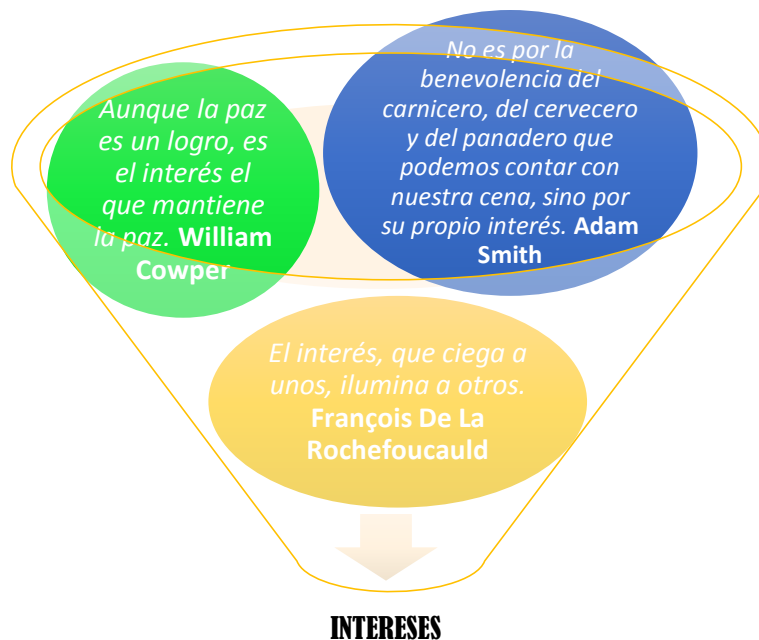 Aunque la paz
es un logro, es
el interés el
que mantiene
la paz. William
Cowper
No es por la
benevolencia del
carnicero, del cervecero
y del panadero que
podemos contar con
nuestra cena, sino por
su propio interés. Adam
Smith
El interés, que ciega a
unos, ilumina a otros.
François De La
Rochefoucauld
INTERESES